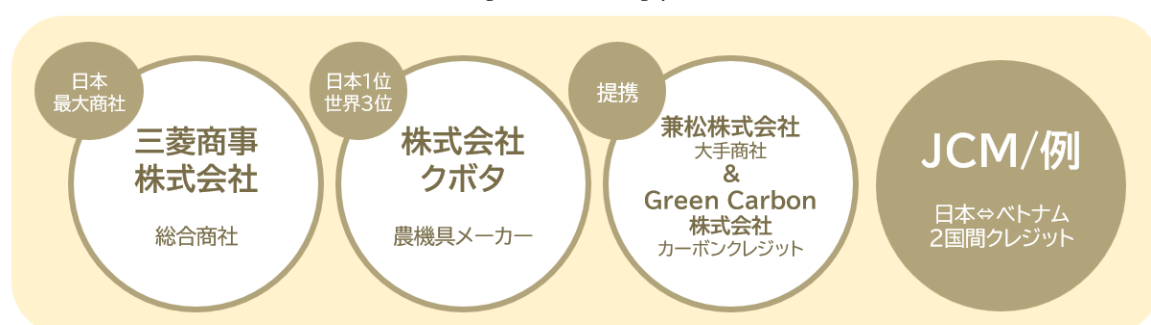 日本
最大商社
三菱商事
株式会社
総合商社
日本1位
世界3位
株式会社
クボタ
農機具メーカー
提携
兼松株式会社
大手商社
&
Green Carbon
株式会社
カーボンクレジット
JCM/例
日本⇔ベトナム
2国間クレジット